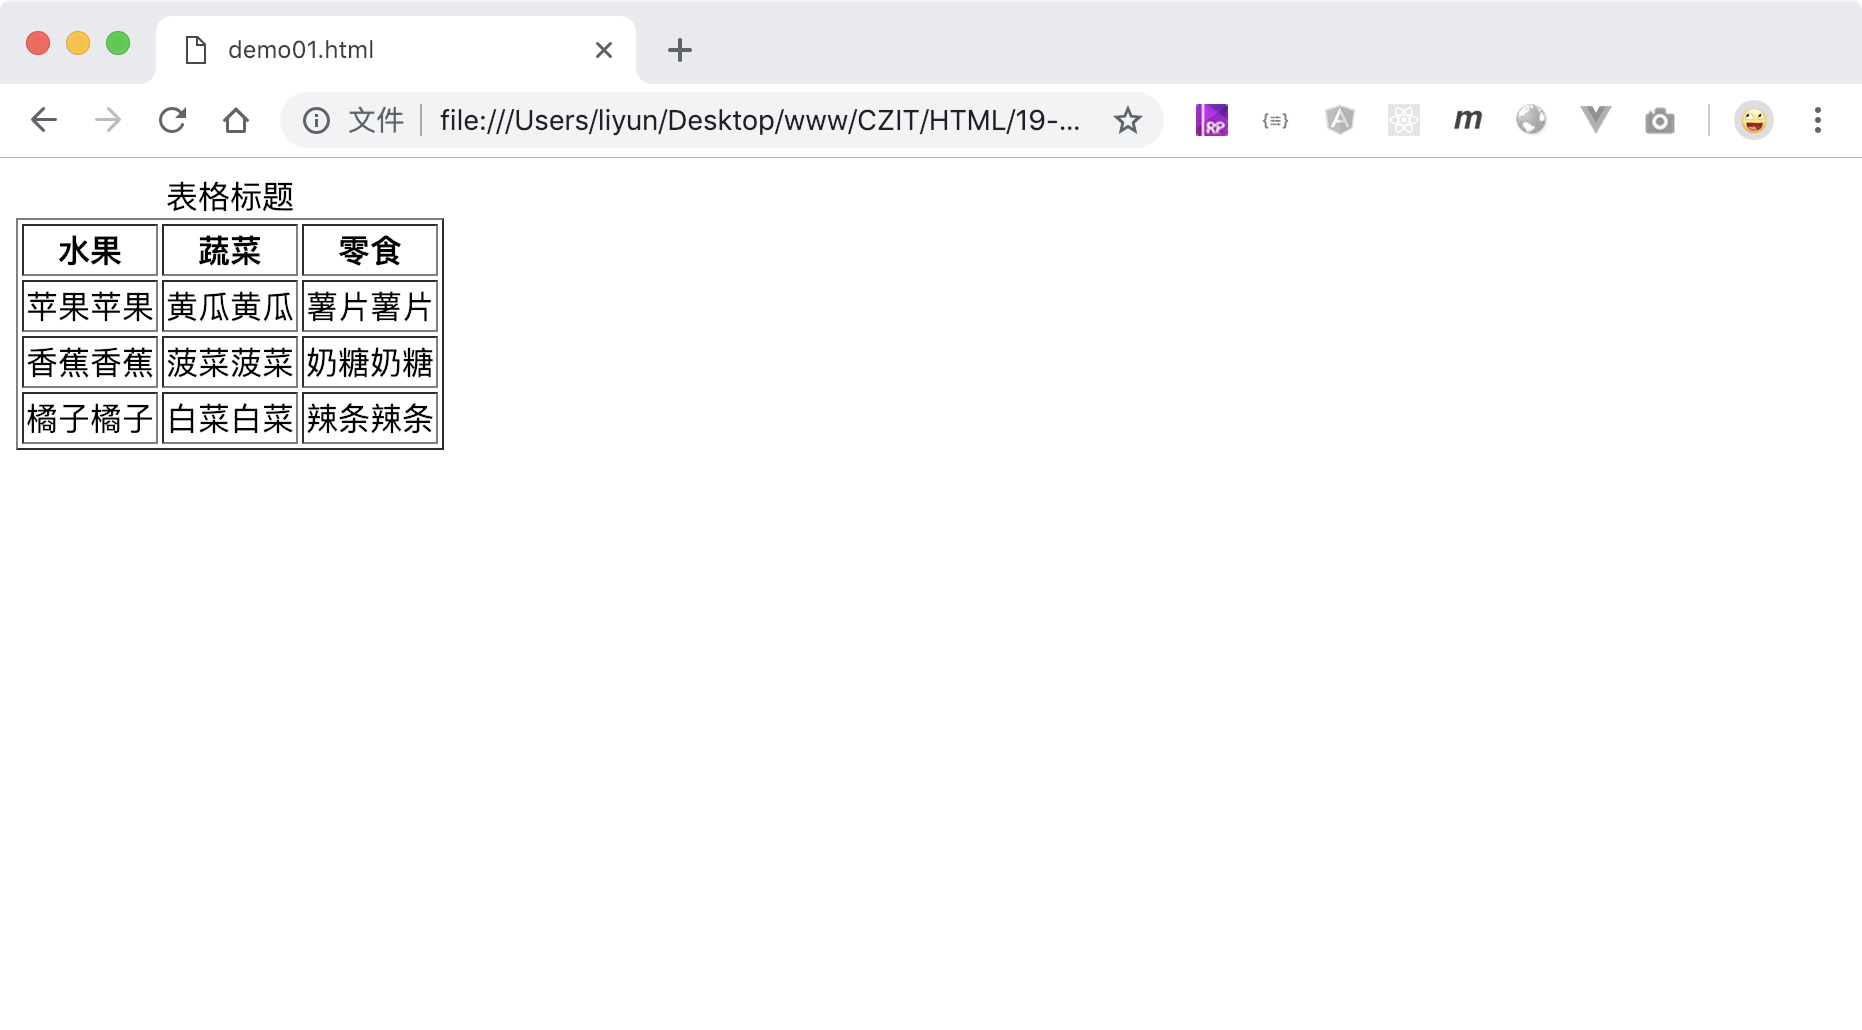 demo01.html
文件 file:///Users/liyun/Desktop/www/CZIT/HTML/19-...
RP
m
表格标题
水果 蔬菜 零食
苹果苹果 黄瓜黄瓜 薯片薯片
香蕉香蕉 菠菜菠菜 奶糖奶糖
橘子橘子 白菜白菜 辣条辣条